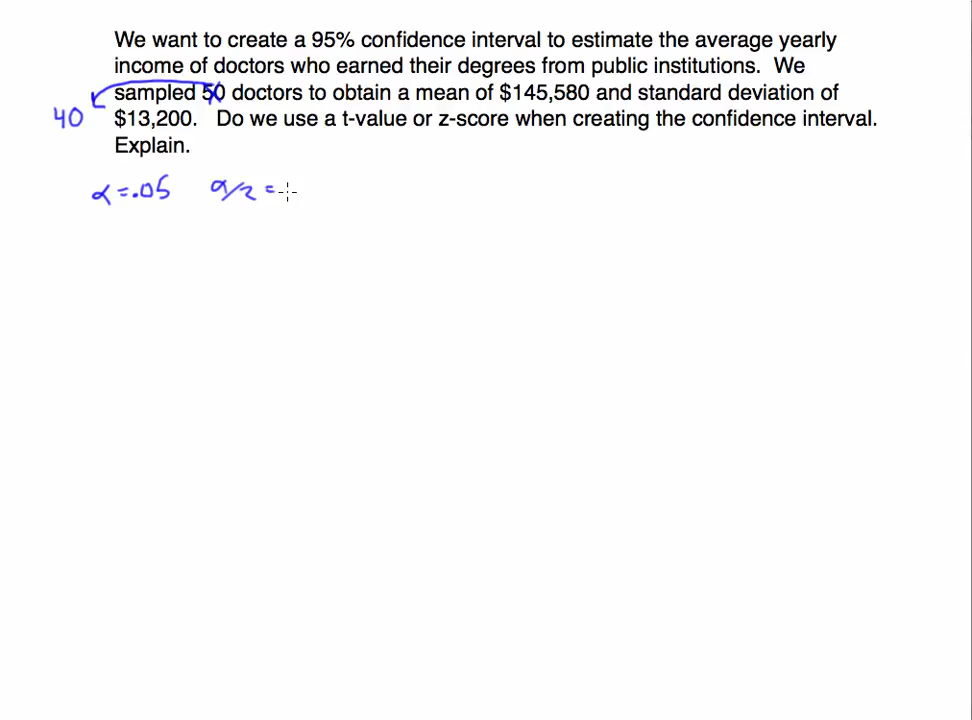 We want to create a 95% confidence interval to estimate the average yearly
income of doctors who earned their degrees from public institutions. We
sampled 50 doctors to obtain a mean of $145,580 and standard deviation of
40 $13,200. Do we use a t-value or z-score when creating the confidence interval.
Explain.
α = .05 α/2 =